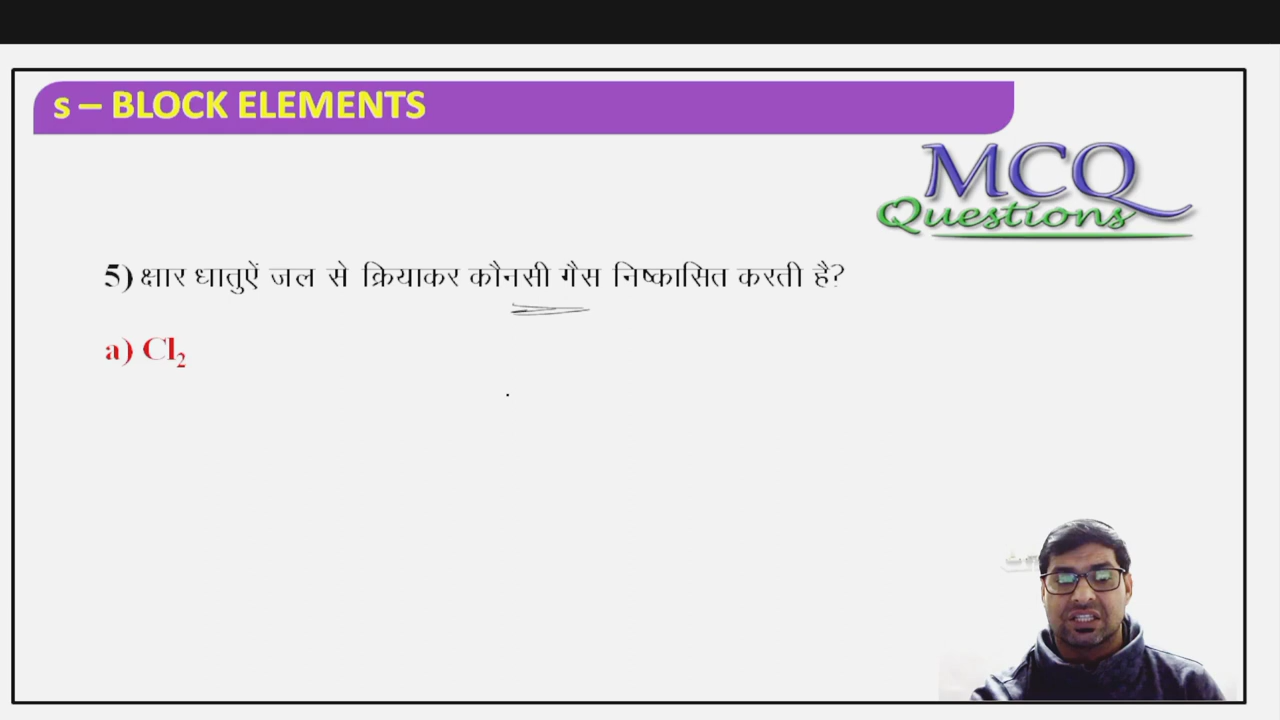 s – BLOCK ELEMENTS
MCQ
Questions
5) क्षार धातुऐं जल से क्रियाकर कौनसी गैस निष्कासित करती है?
a) Cl₂